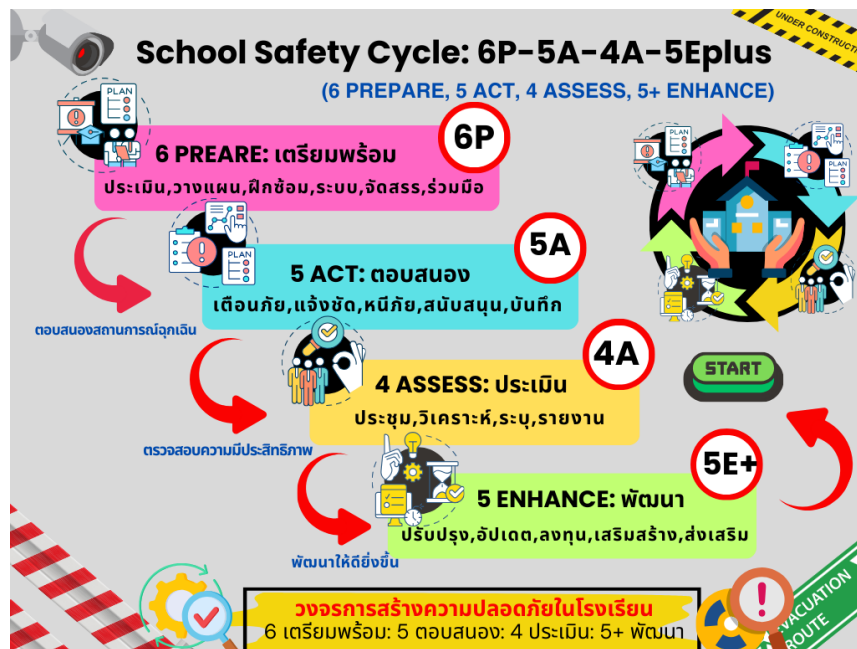 UNDER CONSTRUCT
School Safety Cycle: 6P-5A-4A-5Eplus
(6 PREPARE, 5 ACT, 4 ASSESS, 5+ ENHANCE)
PLAN
6P
6 PREARE: เตรียมพร้อม
ประเมิน,วางแผน,ฝึกซ้อม,ระบบ,จัดสรร,ร่วมมือ
PLAN
PLAN
PLAN
5A
5 ACT: ตอบสนอง
เตือนภัย,แจ้งชัด,หนีภัย,สนับสนุน,บันทึก
ตอบสนองสถานการณ์ฉุกเฉิน
4A
4 ASSESS: ประเมิน
ประชุม,วิเคราะห์,ระบุ,รายงาน
START
ตรวจสอบความมีประสิทธิภาพ
5E+
5 ENHANCE: พัฒนา
ปรับปรุง,อัปเดต,ลงทุน,เสริมสร้าง,ส่งเสริม
พัฒนาให้ดียิ่งขึ้น
วงจรการสร้างความปลอดภัยในโรงเรียน
6 เตรียมพร้อม: 5 ตอบสนอง: 4 ประเมิน: 5+ พัฒนา
EVACUATION
ROUTE